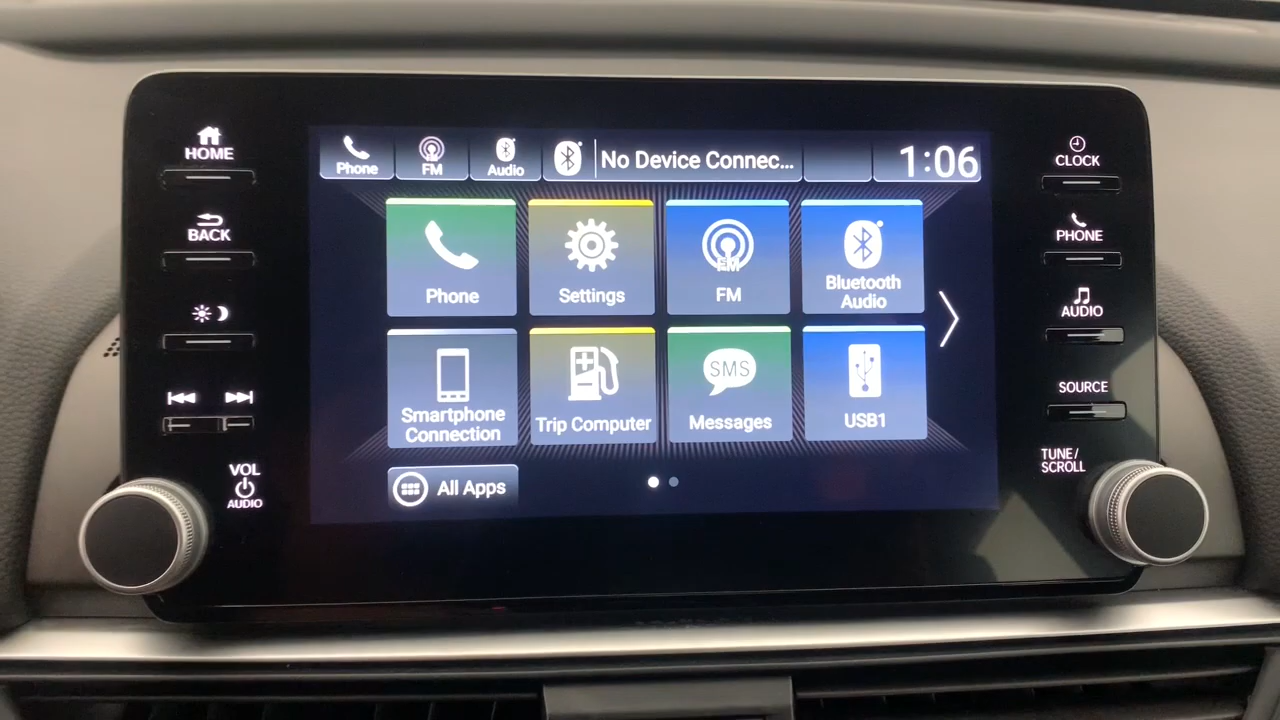 HOME
BACK
VOL
AUDIO
Phone
FM
Audio
No Device Connec...
1:06
Phone
Settings
FM
FM
Bluetooth
Audio
Smartphone
Connection
Trip Computer
SMS
Messages
USB1
All Apps
CLOCK
PHONE
AUDIO
SOURCE
TUNE/
SCROLL